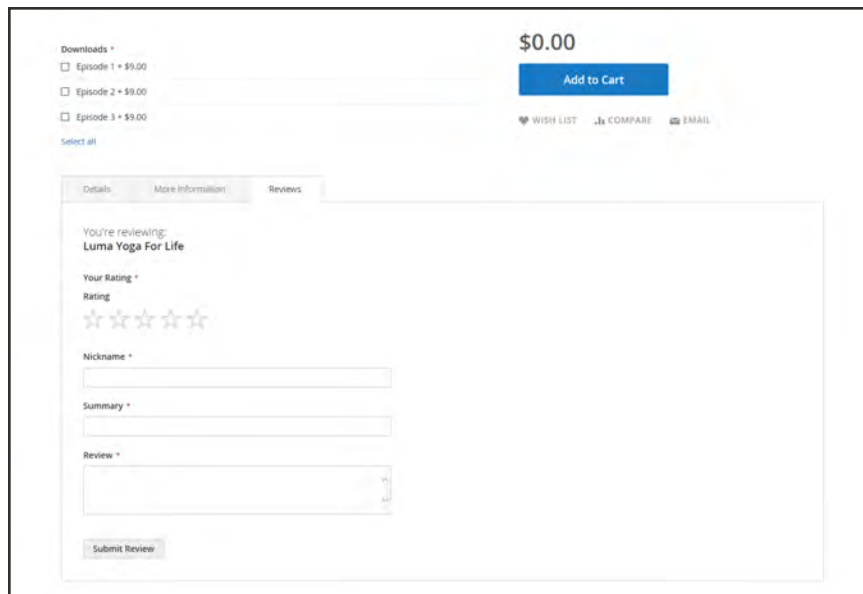 Downloads *
Episode 1 + $9.00
Episode 2 + $9.00
Episode 3 + $9.00
Select all
$0.00
Add to Cart
WISH LIST COMPARE EMAIL
Details More Information Reviews
You're reviewing:
Luma Yoga For Life
Your Rating *
Rating
Nickname *
Summary *
Review *
Submit Review